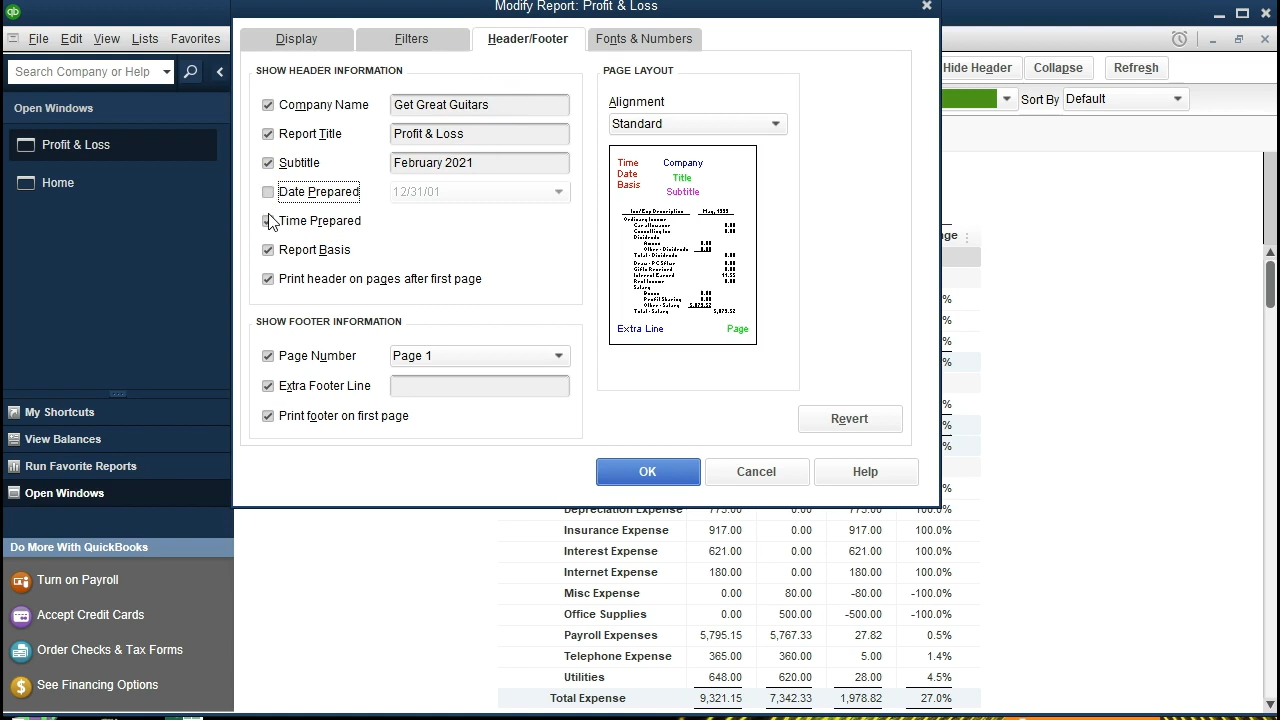 Modify Report: Profit & Loss
File Edit View Lists Favorites
Display Filters Header/Footer Fonts & Numbers
Search Company or Help
Hide Header Collapse Refresh
Sort By Default
Open Windows
Profit & Loss
Home
SHOW HEADER INFORMATION
Company Name Get Great Guitars
Report Title Profit & Loss
Subtitle February 2021
Date Prepared 12/31/01
Time Prepared
Report Basis
Print header on pages after first page
SHOW FOOTER INFORMATION
Page Number Page 1
Extra Footer Line
Print footer on first page
PAGE LAYOUT
Alignment
Standard
Time Company
Date Title
Basis Subtitle
Extra Line Page
Revert
OK Cancel Help
My Shortcuts
View Balances
Run Favorite Reports
Open Windows
Do More With QuickBooks
Turn on Payroll
Accept Credit Cards
Order Checks & Tax Forms
See Financing Options
Depreciation Expense 775.00 0.00 775.00 100.0%
Insurance Expense 917.00 0.00 917.00 100.0%
Interest Expense 621.00 0.00 621.00 100.0%
Internet Expense 180.00 0.00 180.00 100.0%
Misc Expense 0.00 80.00 -80.00 -100.0%
Office Supplies 0.00 500.00 -500.00 -100.0%
Payroll Expenses 5,795.15 5,767.33 27.82 0.5%
Telephone Expense 365.00 360.00 5.00 1.4%
Utilities 648.00 620.00 28.00 4.5%
Total Expense 9,321.15 7,342.33 1,978.82 27.0%